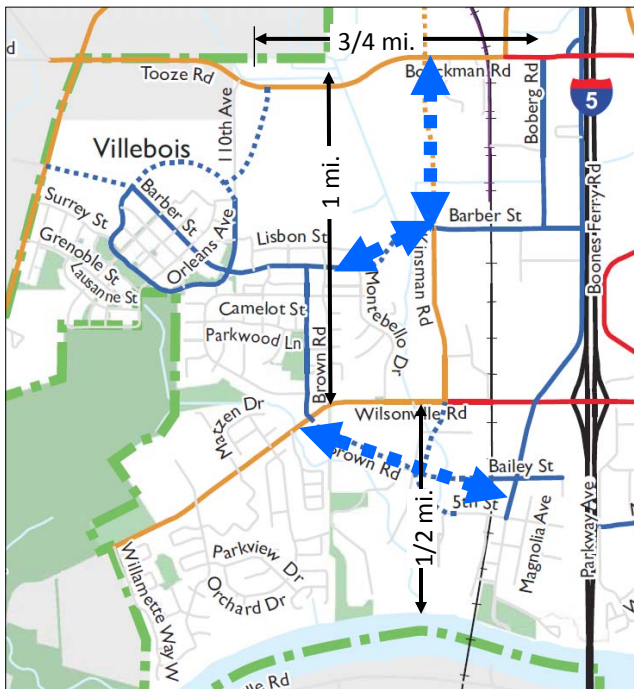 3/4 mi.
Tooze Rd
Boeckman Rd
110th Ave
Boberg Rd
5
Villebois
1 mi.
Boones Ferry Rd
Surrey St
Barber St
Barber St
Grenoble St
Orleans Ave
Lisbon St
Kinsman Rd
Lausanne St
Camelot St
Montebello Dr
Parkwood Ln
Brown Rd
Matzen Dr
Wilsonville Rd
Brown Rd
Bailey St
5th St
1/2 mi.
Magnolia Ave
Parkway Ave
Parkview Dr
Orchard Dr
Willamette Way W
lle Rd